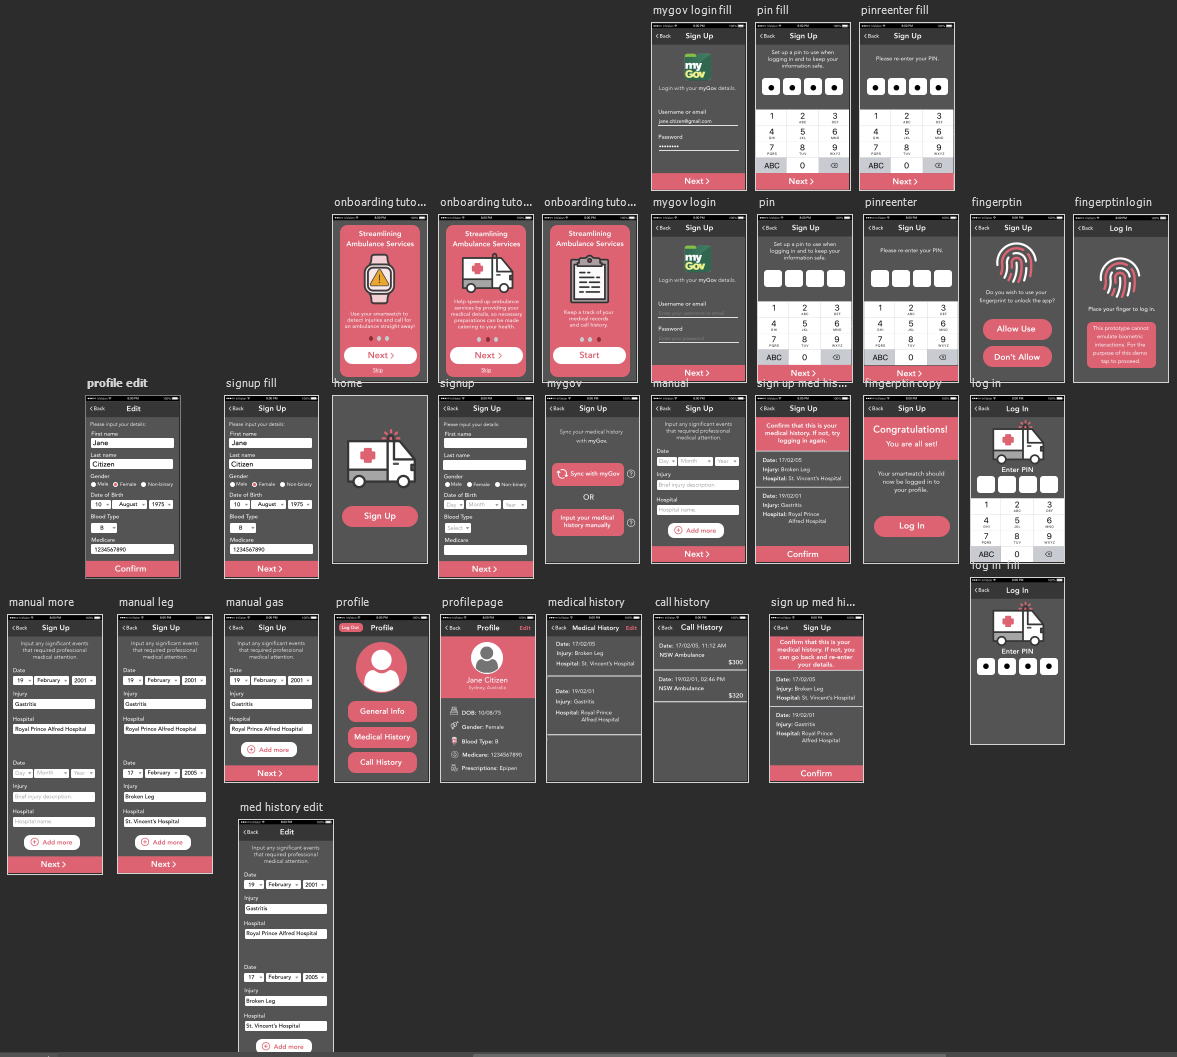 mygov login fill
pin fill
pinreenter fill
Back
Sign Up
my
Gov
Login with your myGov details.
Username or email
jane.citizen@gmail.com
Password
Next >
Back
Sign Up
Set up a pin to use when
logging in and to keep your
information safe.
1 2 3
4 5 6
7 8 9
ABC 0
Next >
Back
Sign Up
Please re-enter your PIN.
1 2 3
4 5 6
7 8 9
ABC 0
Next >
onboarding tuto...
onboarding tuto...
onboarding tuto...
mygov login
pin
pinreenter
fingerptin
fingerptinlogin
Streamlining
Ambulance Services
Use your smartwatch to
detect injuries and call for
an ambulance straight away!
Next >
Skip
Streamlining
Ambulance Services
Help speed up ambulance
services by providing your
medical details, so necessary
preparations can be made
catering to your health.
Next >
Skip
Streamlining
Ambulance Services
Keep a track of your
medical records
and call history.
Start
Back
Sign Up
my
Gov
Login with your myGov details.
Username or email
Enter your username or email
Password
Enter your password
Next >
Back
Sign Up
Set up a pin to use when
logging in and to keep your
information safe.
1 2 3
4 5 6
7 8 9
ABC 0
Next >
Back
Sign Up
Please re-enter your PIN.
1 2 3
4 5 6
7 8 9
ABC 0
Next >
Back
Sign Up
Do you wish to use your
fingerprint to unlock the app?
Allow Use
Don't Allow
Back
Log In
Place your finger to log in.
This prototype cannot
emulate biometric
interactions. For the
purpose of this demo
tap to proceed.
profile edit
signup fill
home
signup
mygov
manual
sign up med his...
fingerptin copy
log in
Back
Edit
Please input your details:
First name
Jane
Last name
Citizen
Gender
Male Female Non-binary
Date of Birth
10 August 1975
Blood Type
B
Medicare
1234567890
Confirm
Back
Sign Up
Please input your details:
First name
Jane
Last name
Citizen
Gender
Male Female Non-binary
Date of Birth
10 August 1975
Blood Type
B
Medicare
1234567890
Next >
Sign Up
Back
Sign Up
Please input your details:
First name
Last name
Gender
Male Female Non-binary
Date of Birth
Day Month Year
Blood Type
Select
Medicare
Next >
Back
Sign Up
Sync your medical history
with myGov.
Sync with myGov
OR
Input your medical
history manually
Back
Sign Up
Input any significant events
that required professional
medical attention.
Date
Day Month Year
Injury
Brief injury description.
Hospital
Hospital name.
Add more
Next >
Back
Sign Up
Confirm that this is your
medical history. If not, try
logging in again.
Date: 17/02/05
Injury: Broken Leg
Hospital: St. Vincent's Hospital
Date: 19/02/01
Injury: Gastritis
Hospital: Royal Prince
Alfred Hospital
Confirm
Back
Sign Up
Congratulations!
You are all set!
Your smartwatch should
now be logged in to
your profile.
Log In
Back
Log In
Enter PIN
1 2 3
4 5 6
7 8 9
ABC 0
log in fill
Back
Log In
Enter PIN
manual more
manual leg
manual gas
profile
profilepage
medical history
call history
sign up med hi...
Back
Sign Up
Input any significant events
that required professional
medical attention.
Date
19 February 2001
Injury
Gastritis
Hospital
Royal Prince Alfred Hospital
Date
Day Month Year
Injury
Brief injury description.
Hospital
Hospital name.
Add more
Next >
Back
Sign Up
Input any significant events
that required professional
medical attention.
Date
19 February 2001
Injury
Gastritis
Hospital
Royal Prince Alfred Hospital
Date
17 February 2005
Injury
Broken Leg
Hospital
St. Vincent's Hospital
Add more
Next >
Back
Sign Up
Input any significant events
that required professional
medical attention.
Date
19 February 2001
Injury
Gastritis
Hospital
Royal Prince Alfred Hospital
Add more
Next >
Log Out
Profile
General Info
Medical History
Call History
Back
Profile
Edit
Jane Citizen
Sydney, Australia
DOB: 10/08/75
Gender: Female
Blood Type: B
Medicare: 1234567890
Prescriptions: Epipen
Back
Medical History
Edit
Date: 17/02/05
Injury: Broken Leg
Hospital: St. Vincent's Hospital
Date: 19/02/01
Injury: Gastritis
Hospital: Royal Prince
Alfred Hospital
Back
Call History
Date: 17/02/05, 11:12 AM
NSW Ambulance
$300
Date: 19/02/01, 02:46 PM
NSW Ambulance
$320
Back
Sign Up
Confirm that this is your
medical history. If not, you
can go back and re-enter
your details.
Date: 17/02/05
Injury: Broken Leg
Hospital: St. Vincent's Hospital
Date: 19/02/01
Injury: Gastritis
Hospital: Royal Prince
Alfred Hospital
Confirm
med history edit
Back
Edit
Input any significant events
that required professional
medical attention.
Date
19 February 2001
Injury
Gastritis
Hospital
Royal Prince Alfred Hospital
Date
17 February 2005
Injury
Broken Leg
Hospital
St. Vincent's Hospital
Add more